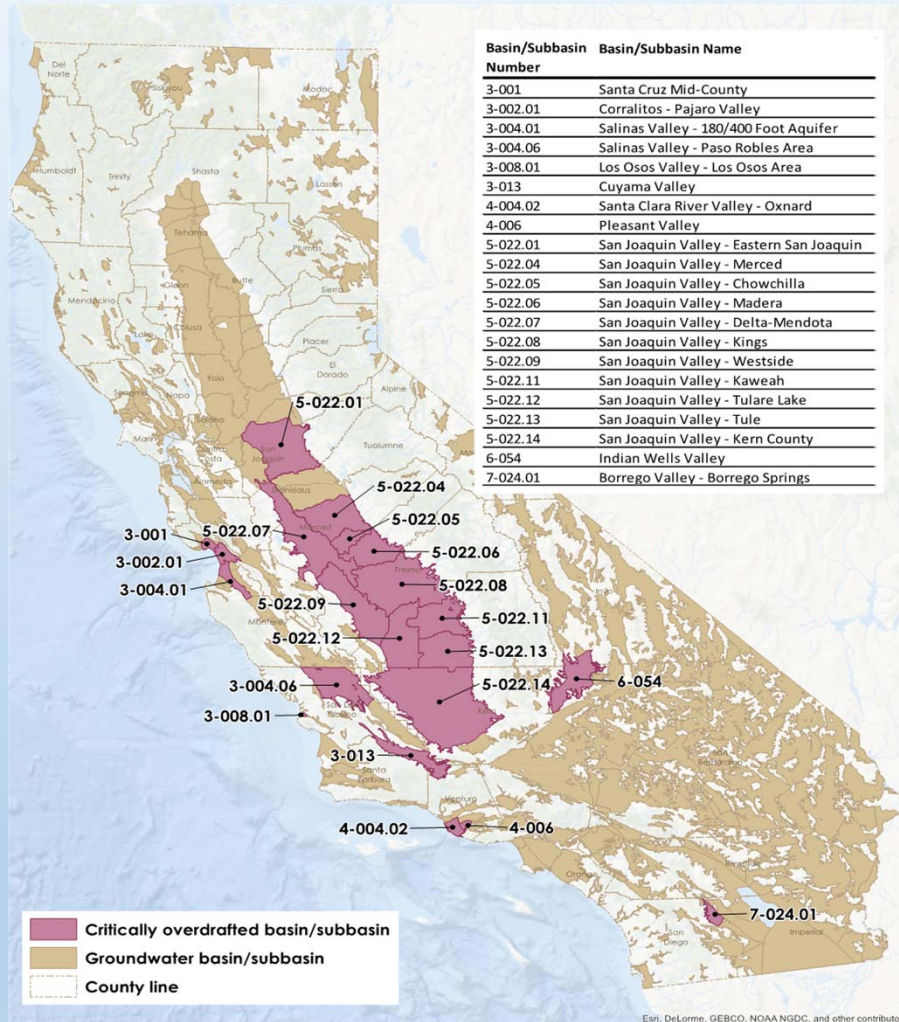 Basin/Subbasin Number Basin/Subbasin Name
3-001 Santa Cruz Mid-County
3-002.01 Corralitos - Pajaro Valley
3-004.01 Salinas Valley - 180/400 Foot Aquifer
3-004.06 Salinas Valley - Paso Robles Area
3-008.01 Los Osos Valley - Los Osos Area
3-013 Cuyama Valley
4-004.02 Santa Clara River Valley - Oxnard
4-006 Pleasant Valley
5-022.01 San Joaquin Valley - Eastern San Joaquin
5-022.04 San Joaquin Valley - Merced
5-022.05 San Joaquin Valley - Chowchilla
5-022.06 San Joaquin Valley - Madera
5-022.07 San Joaquin Valley - Delta-Mendota
5-022.08 San Joaquin Valley - Kings
5-022.09 San Joaquin Valley - Westside
5-022.11 San Joaquin Valley - Kaweah
5-022.12 San Joaquin Valley - Tulare Lake
5-022.13 San Joaquin Valley - Tule
5-022.14 San Joaquin Valley - Kern County
6-054 Indian Wells Valley
7-024.01 Borrego Valley - Borrego Springs
Del Norte
Siskiyou
Modoc
Humboldt
Trinity
Shasta
Lassen
Tehama
Plumas
Mendocino
Glenn
Butte
Sierra
Lake
Colusa
Placer
El Dorado
Yolo
Alpine
Sonoma
Napa
Solano
5-022.01
Marin
Contra Costa
San Joaquin
Tuolumne
Alameda
Stanislaus
5-022.04
5-022.05
5-022.07
Merced
3-001
5-022.06
3-002.01
Fresno
5-022.08
3-004.01
Inyo
5-022.09
5-022.11
Monterey
5-022.12
5-022.13
3-004.06
5-022.14
6-054
Kern
3-008.01
San Luis Obispo
3-013
Santa Barbara
San Bernardino
Ventura
4-004.02
4-006
Riverside
Orange
7-024.01
San Diego
Imperial
Critically overdrafted basin/subbasin
Groundwater basin/subbasin
County line
Esri, DeLorme, GEBCO, NOAA NGDC, and other contributo